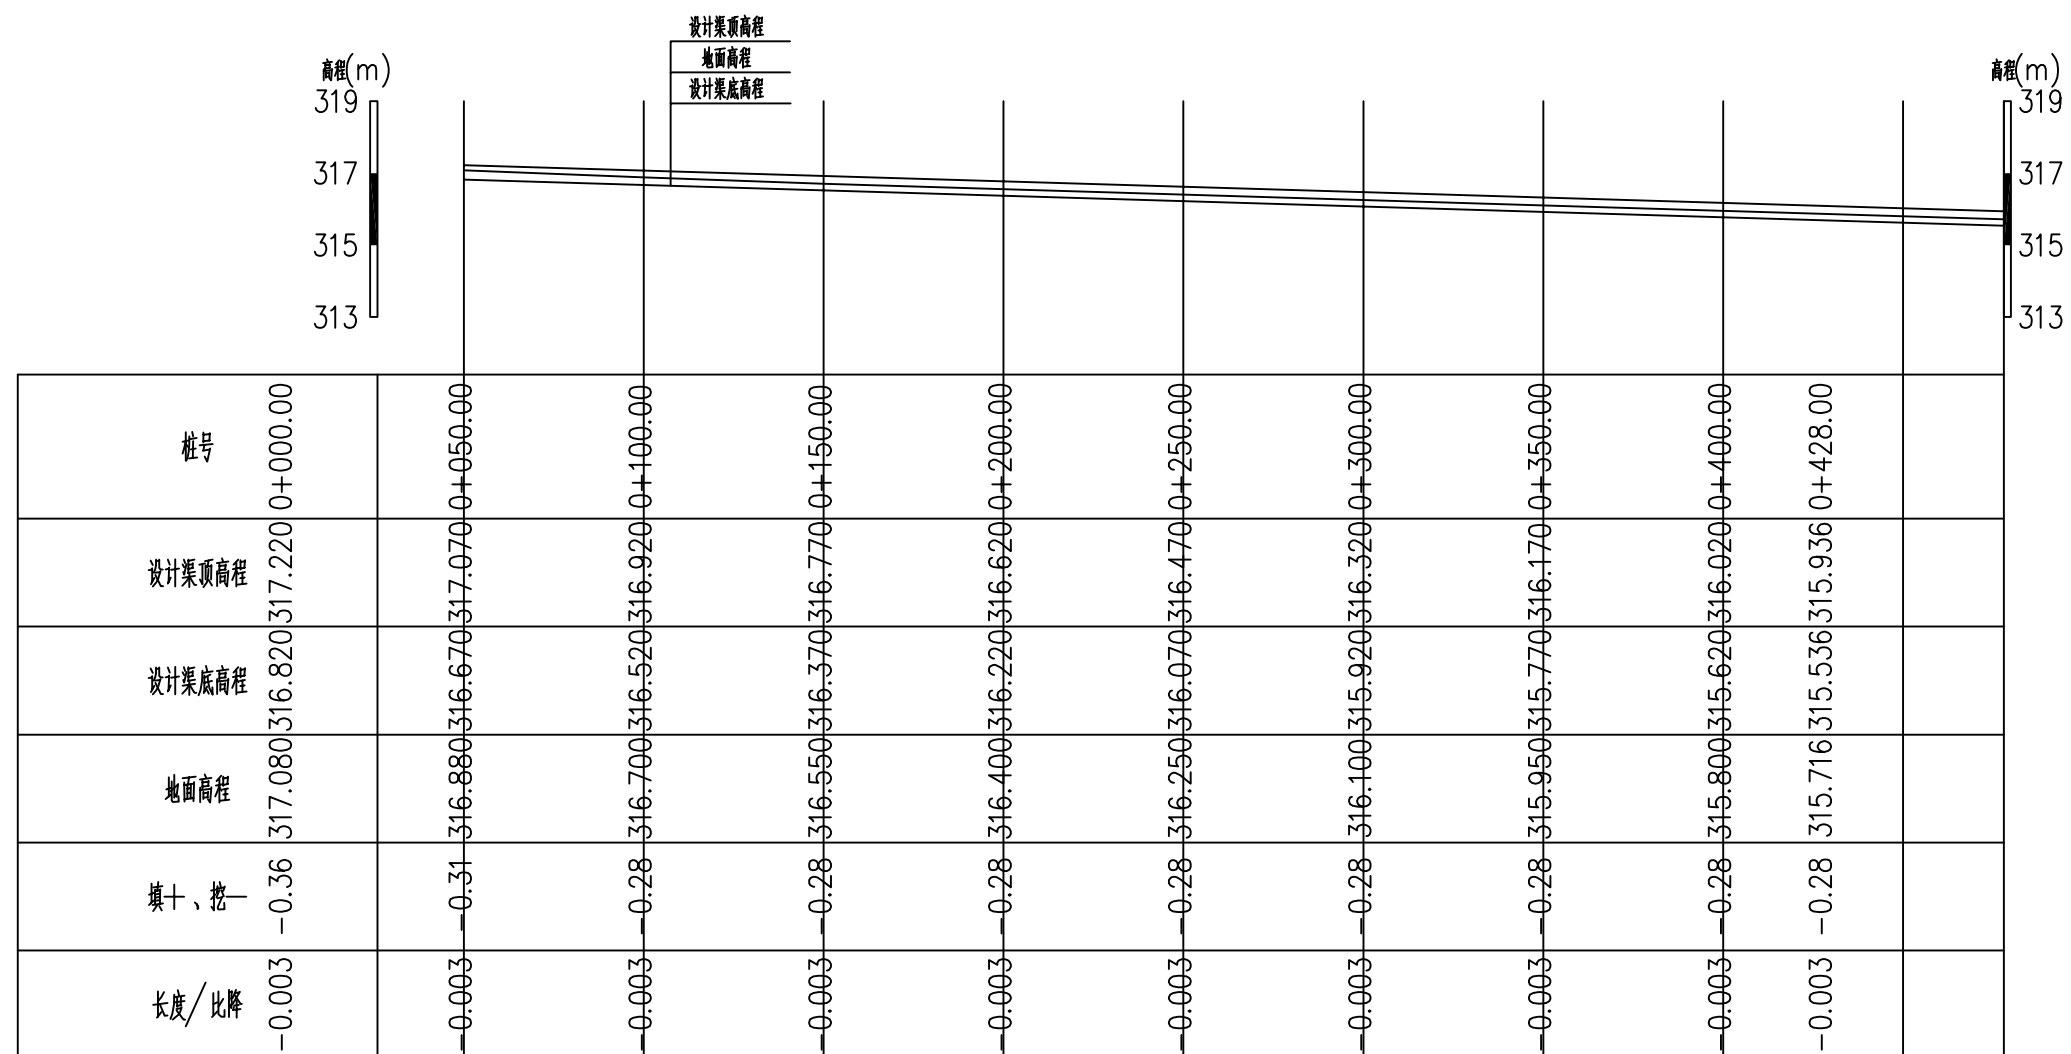 设计渠顶高程
地面高程
设计渠底高程
高程(m)
319
317
315
313
高程(m)
319
317
315
313
桩号 0+000.00 0+050.00 0+100.00 0+150.00 0+200.00 0+250.00 0+300.00 0+350.00 0+400.00 0+428.00
设计渠顶高程 317.220 317.070 316.920 316.770 316.620 316.470 316.320 316.170 316.020 315.936
设计渠底高程 316.820 316.670 316.520 316.370 316.220 316.070 315.920 315.770 315.620 315.536
地面高程 317.080 316.880 316.700 316.550 316.400 316.250 316.100 315.950 315.800 315.716
填+、挖- -0.36 -0.31 -0.28 -0.28 -0.28 -0.28 -0.28 -0.28 -0.28 -0.28
长度/比降 -0.003 -0.003 -0.003 -0.003 -0.003 -0.003 -0.003 -0.003 -0.003 -0.003